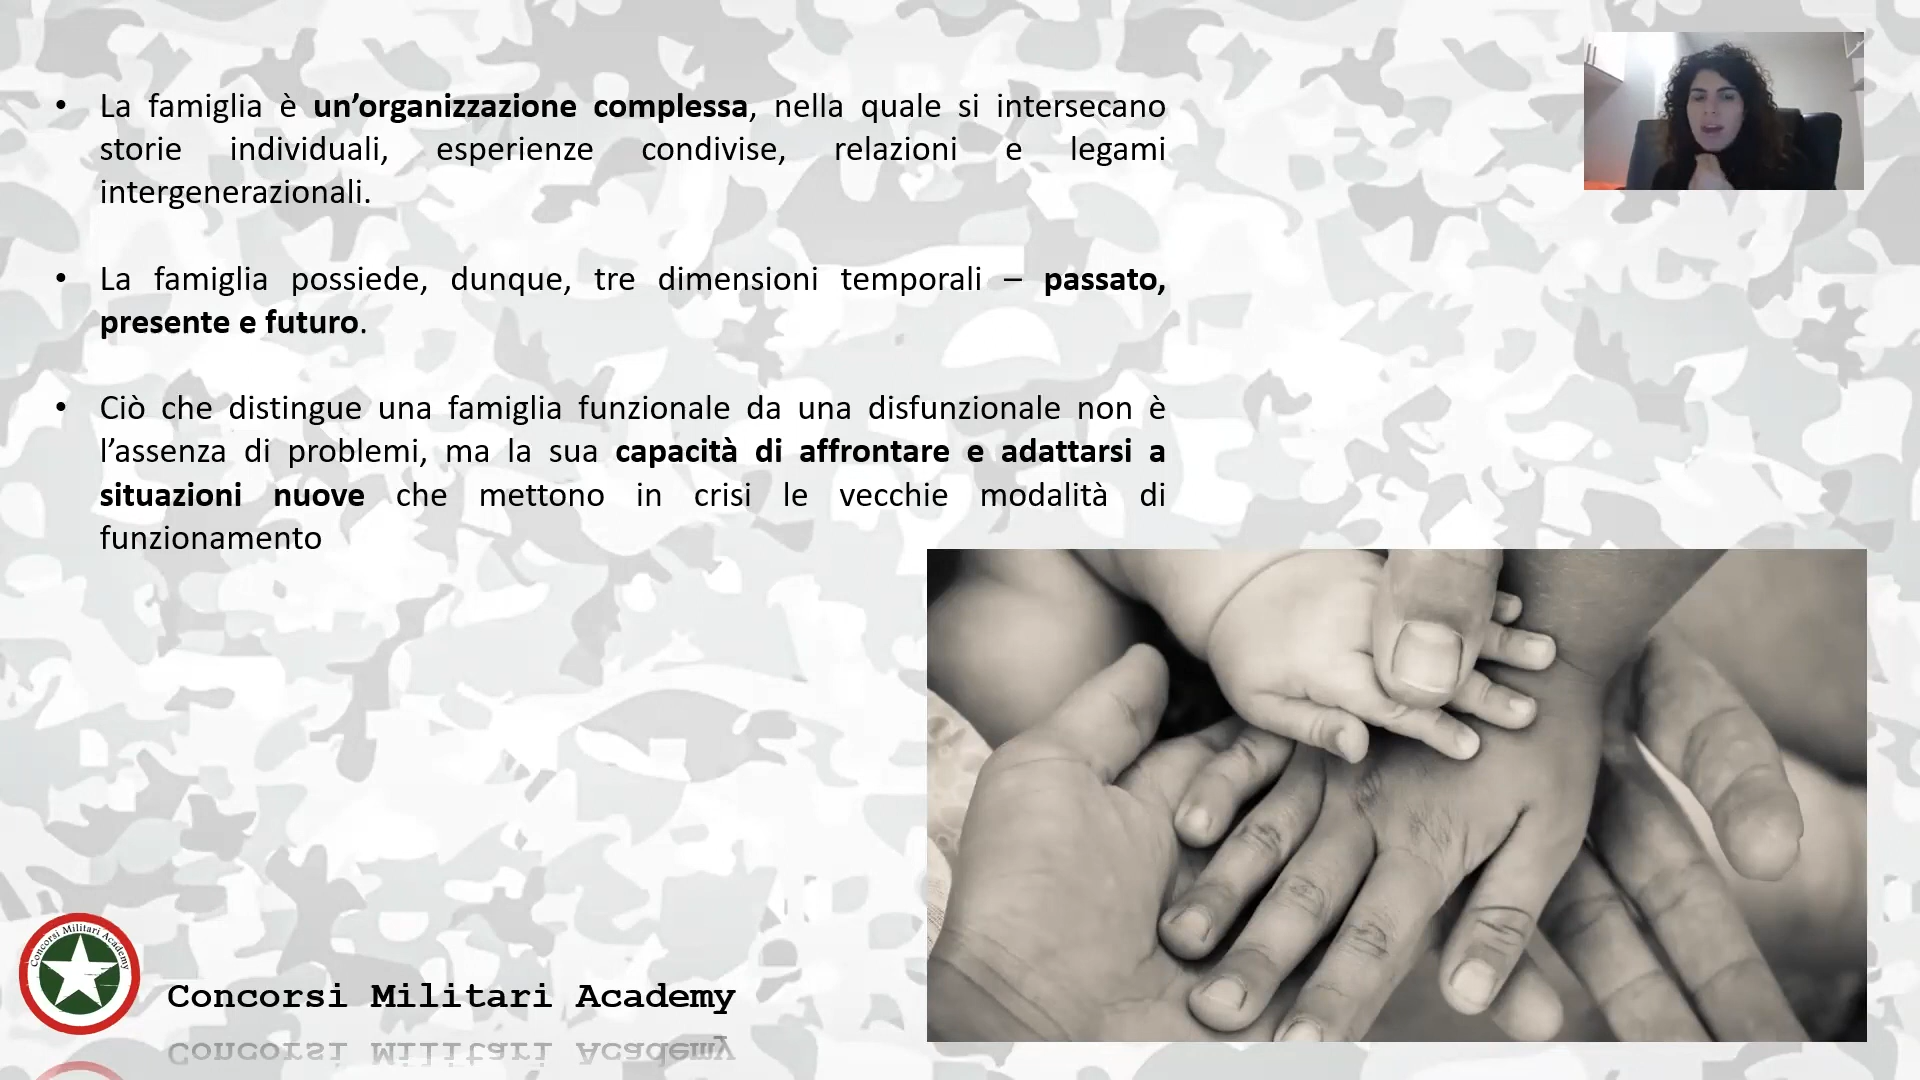 • La famiglia è un’organizzazione complessa, nella quale si intersecano
storie individuali, esperienze condivise, relazioni e legami
intergenerazionali.
• La famiglia possiede, dunque, tre dimensioni temporali – passato,
presente e futuro.
• Ciò che distingue una famiglia funzionale da una disfunzionale non è
l’assenza di problemi, ma la sua capacità di affrontare e adattarsi a
situazioni nuove che mettono in crisi le vecchie modalità di
funzionamento
Concorsi Militari Academy
Concorsi Militari Academy